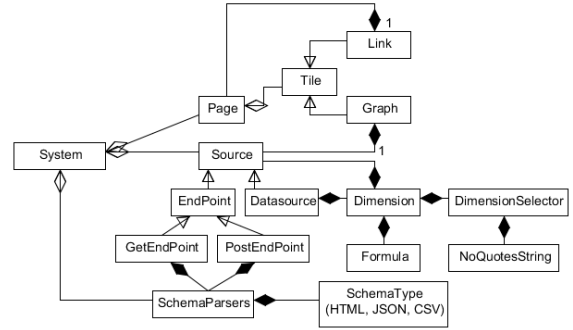 1
Link
Tile
Page
Graph
System
Source
1
EndPoint
Datasource
Dimension
DimensionSelector
GetEndPoint
PostEndPoint
Formula
NoQuotesString
SchemaParsers
SchemaType
(HTML, JSON, CSV)